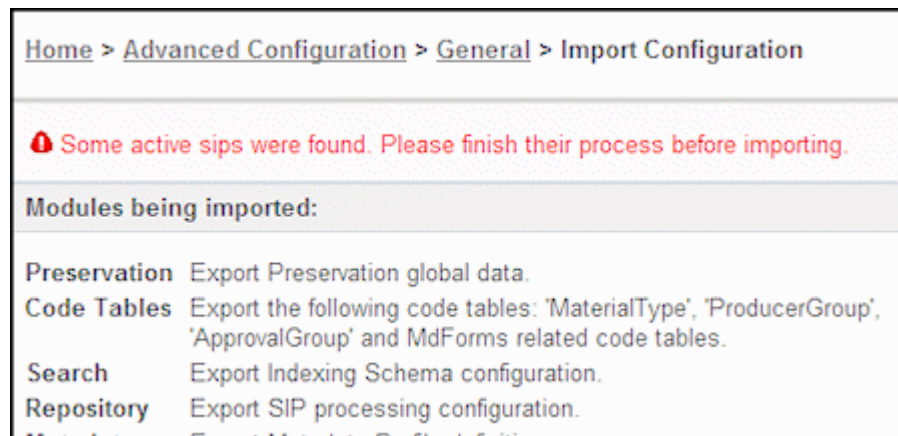 Home > Advanced Configuration > General > Import Configuration
Some active sips were found. Please finish their process before importing.
Modules being imported:
Preservation Export Preservation global data.
Code Tables Export the following code tables: 'MaterialType', 'ProducerGroup',
'ApprovalGroup' and MdForms related code tables.
Search Export Indexing Schema configuration.
Repository Export SIP processing configuration.